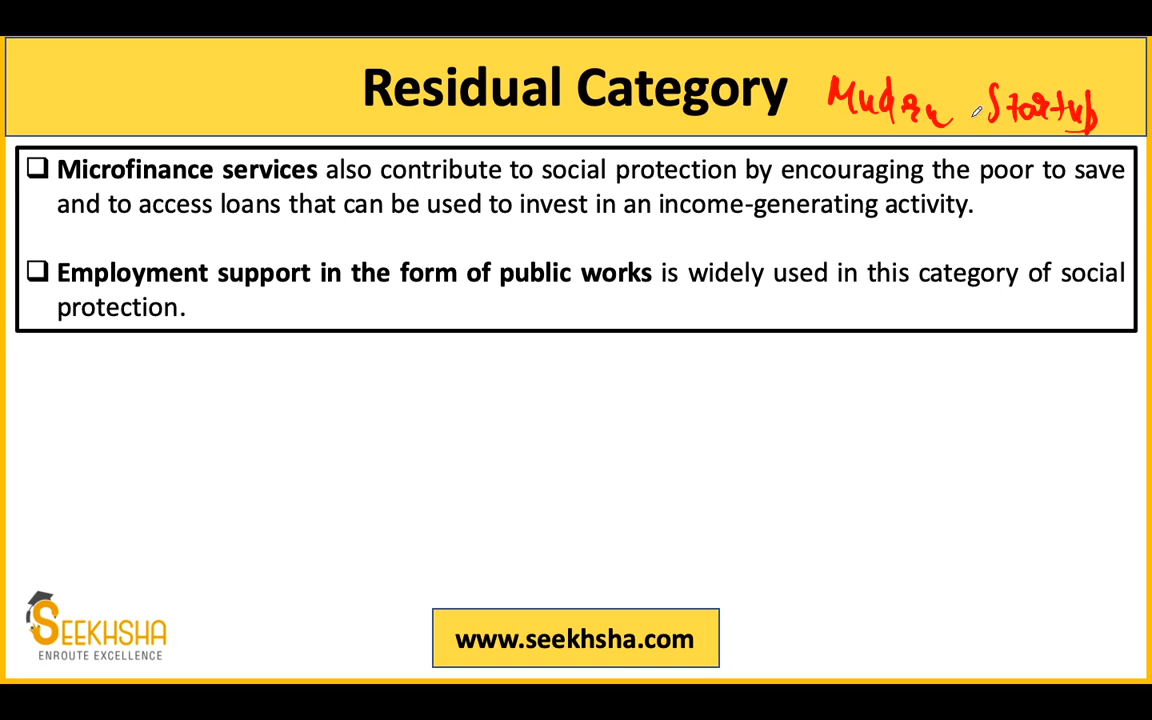 Residual Category Mudra Startup
❑ Microfinance services also contribute to social protection by encouraging the poor to save
and to access loans that can be used to invest in an income-generating activity.
❑ Employment support in the form of public works is widely used in this category of social
protection.
SEEKHSHA
ENROUTE EXCELLENCE
www.seekhsha.com